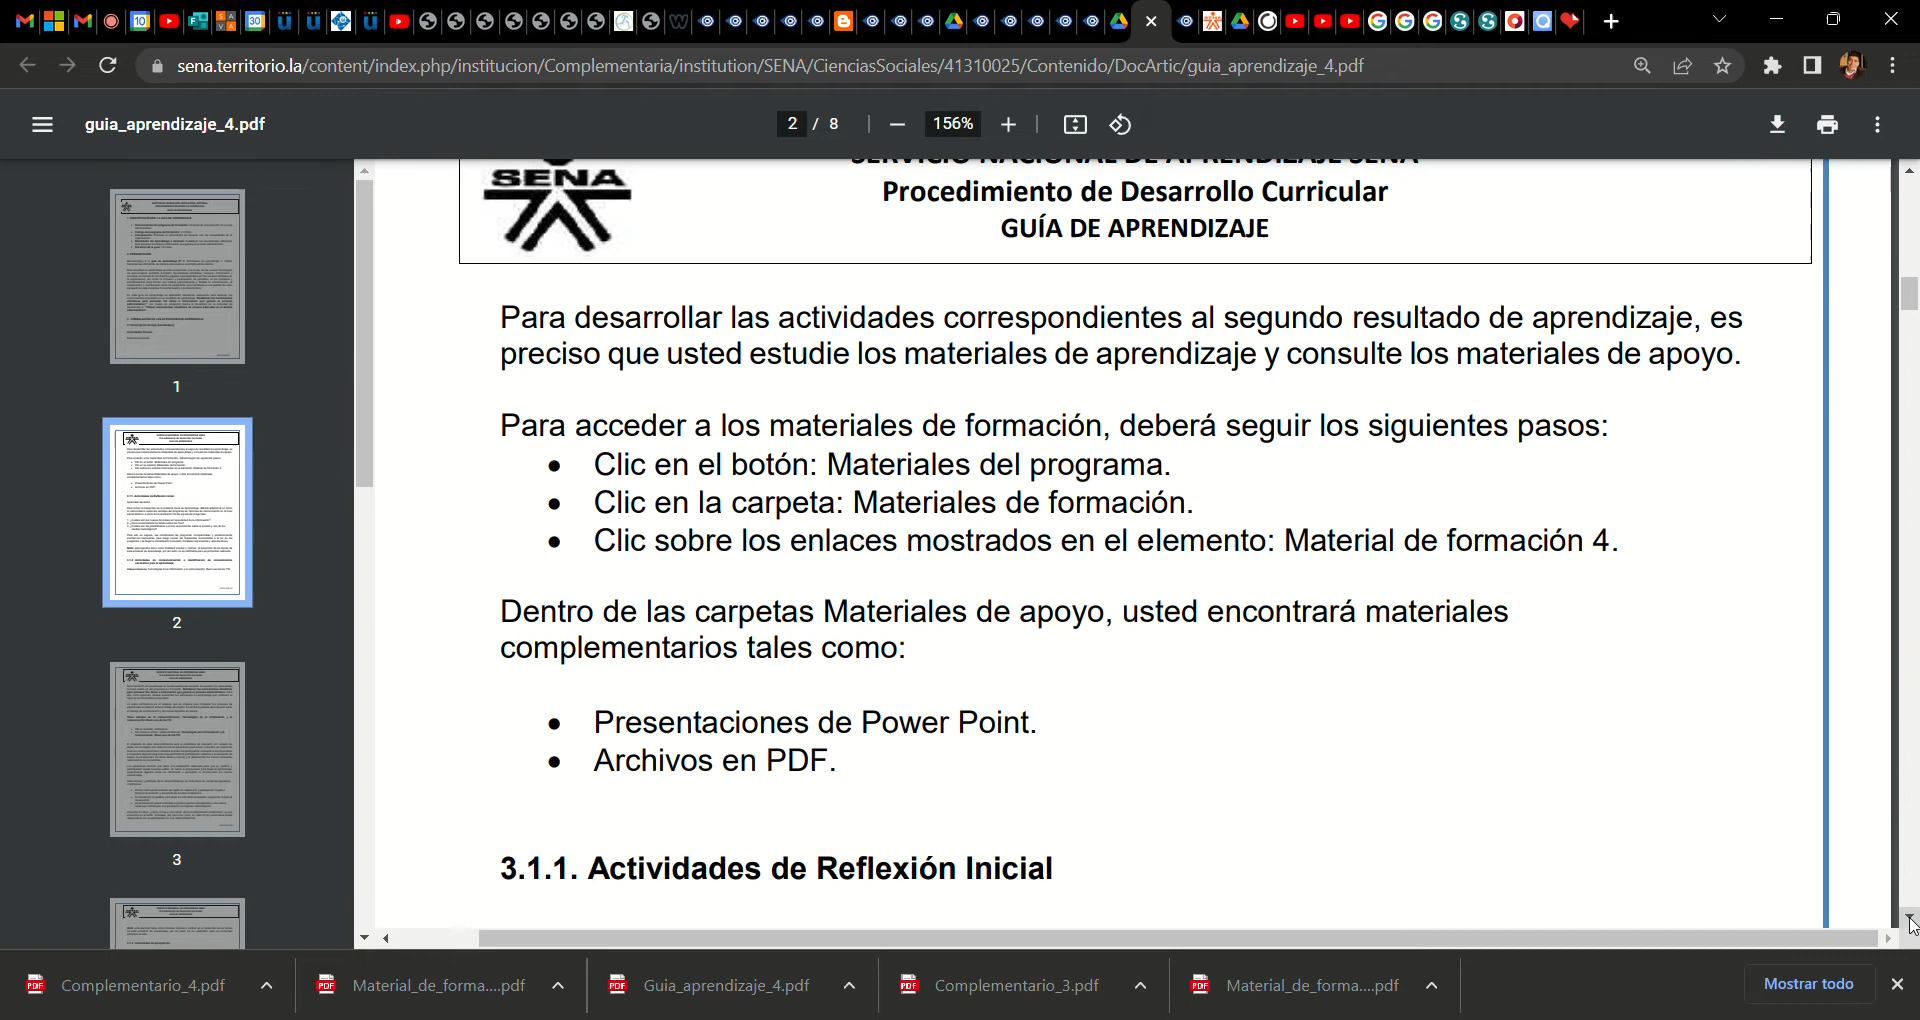 sena.territorio.la/content/index.php/institucion/Complementaria/institution/SENA/CienciasSociales/41310025/Contenido/DocArtic/guia_aprendizaje_4.pdf
guia_aprendizaje_4.pdf
2 / 8
156%
SERVICIO NACIONAL DE APRENDIZAJE SENA
SENA
Procedimiento de Desarrollo Curricular
GUÍA DE APRENDIZAJE
Para desarrollar las actividades correspondientes al segundo resultado de aprendizaje, es
preciso que usted estudie los materiales de aprendizaje y consulte los materiales de apoyo.
Para acceder a los materiales de formación, deberá seguir los siguientes pasos:
• Clic en el botón: Materiales del programa.
• Clic en la carpeta: Materiales de formación.
• Clic sobre los enlaces mostrados en el elemento: Material de formación 4.
Dentro de las carpetas Materiales de apoyo, usted encontrará materiales
complementarios tales como:
• Presentaciones de Power Point.
• Archivos en PDF.
3.1.1. Actividades de Reflexión Inicial
1
2
3
Complementario_4.pdf
Material_de_forma....pdf
Guia_aprendizaje_4.pdf
Complementario_3.pdf
Material_de_forma....pdf
Mostrar todo